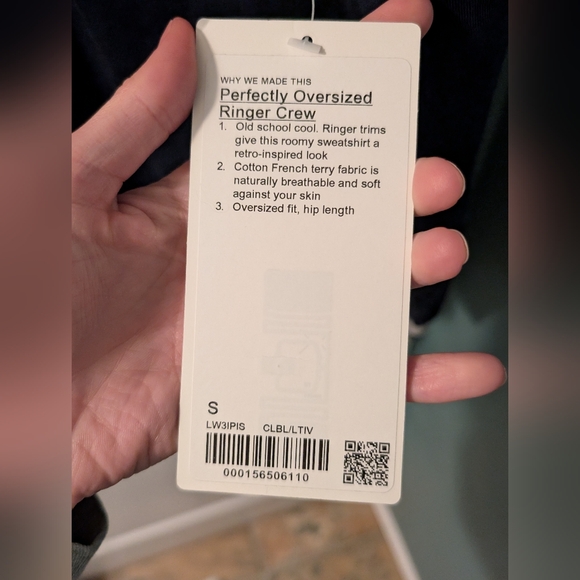 WHY WE MADE THIS
Perfectly Oversized
Ringer Crew
1. Old school cool. Ringer trims
give this roomy sweatshirt a
retro-inspired look
2. Cotton French terry fabric is
naturally breathable and soft
against your skin
3. Oversized fit, hip length
S
LW3IPIS CLBL/LTIV
000156506110